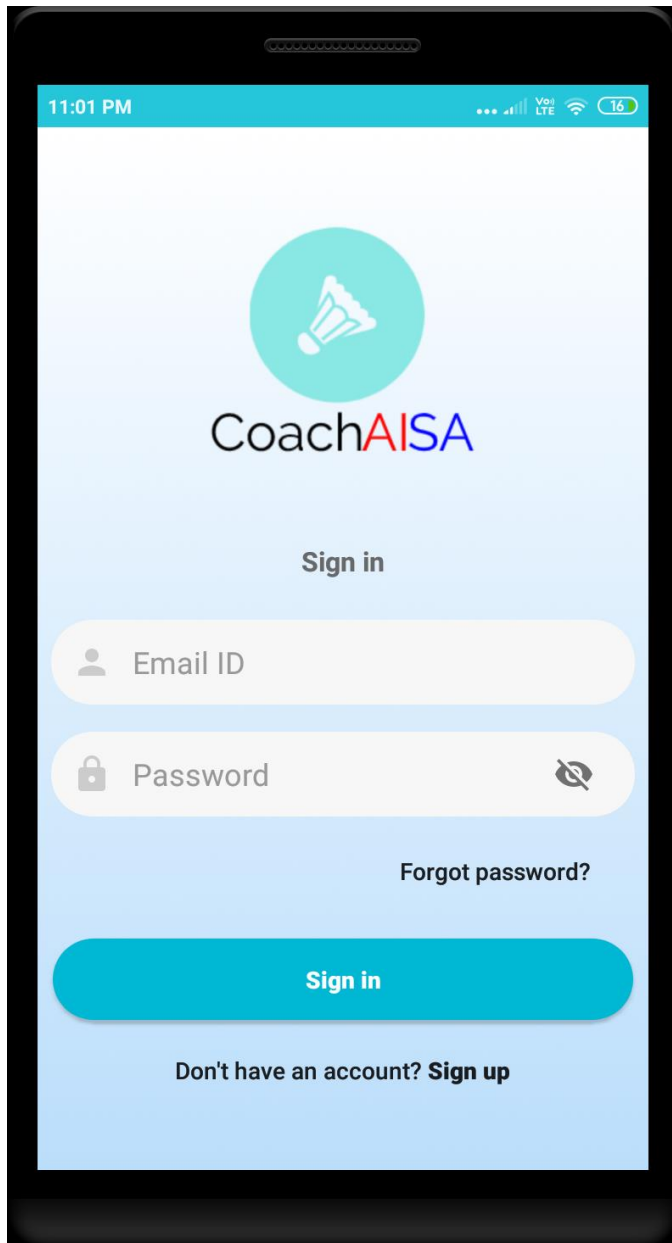 11:01 PM Vo) LTE 16
CoachAISA
Sign in
Email ID
Password
Forgot password?
Sign in
Don't have an account? Sign up